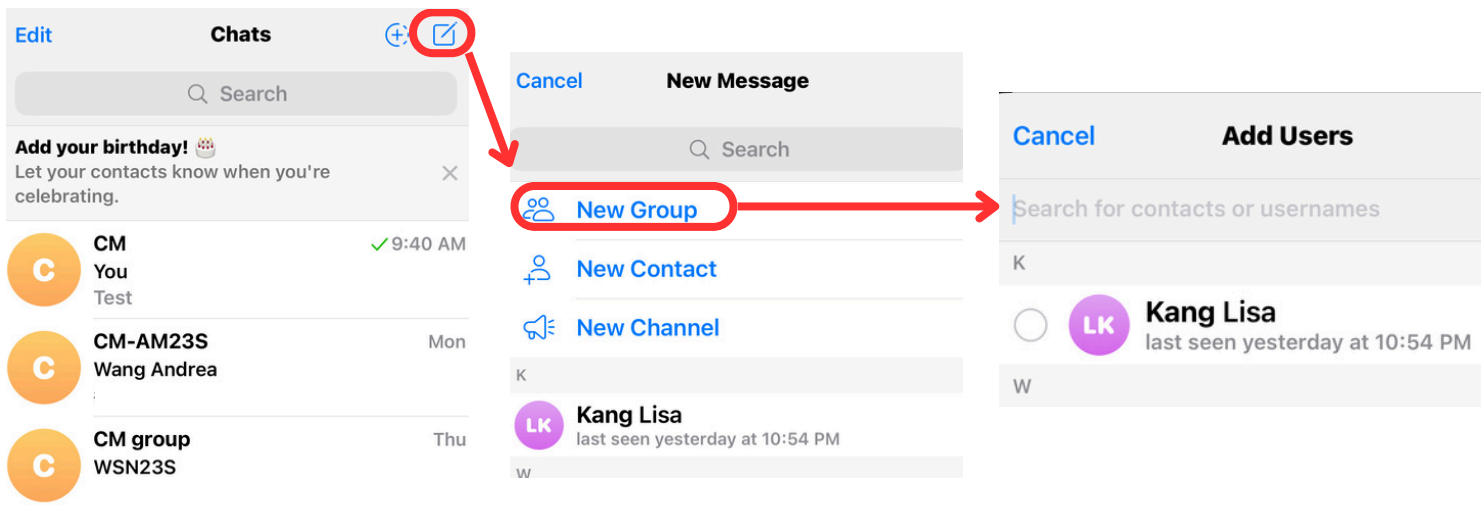 Edit
Chats
Search
Add your birthday! 🎂
Let your contacts know when you're
celebrating.
C
CM
9:40 AM
You
Test
C
CM-AM23S
Mon
Wang Andrea
C
CM group
Thu
WSN23S
Cancel
New Message
Search
New Group
New Contact
New Channel
K
LK
Kang Lisa
last seen yesterday at 10:54 PM
W
Cancel
Add Users
Search for contacts or usernames
K
LK
Kang Lisa
last seen yesterday at 10:54 PM
W